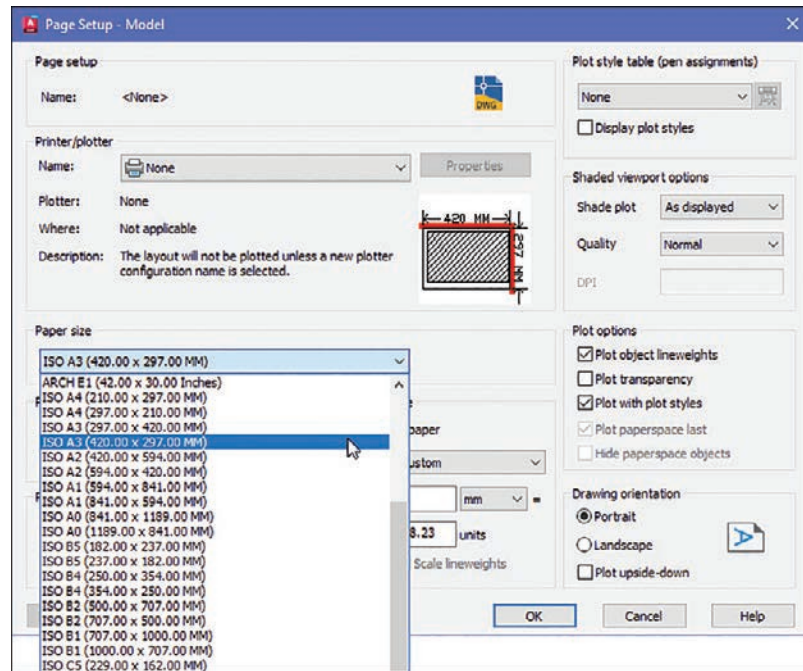 Page Setup - Model
Page setup
Name: <None>
DWG
Printer/plotter
Name: None
Properties
Plotter: None
Where: Not applicable
Description: The layout will not be plotted unless a new plotter
configuration name is selected.
420 MM
297 MM
Paper size
ISO A3 (420.00 x 297.00 MM)
ARCH E1 (42.00 x 30.00 Inches)
ISO A4 (210.00 x 297.00 MM)
ISO A4 (297.00 x 210.00 MM)
ISO A3 (297.00 x 420.00 MM)
ISO A3 (420.00 x 297.00 MM)
ISO A2 (420.00 x 594.00 MM)
ISO A2 (594.00 x 420.00 MM)
ISO A1 (594.00 x 841.00 MM)
ISO A1 (841.00 x 594.00 MM)
ISO A0 (841.00 x 1189.00 MM)
ISO A0 (1189.00 x 841.00 MM)
ISO B5 (182.00 x 237.00 MM)
ISO B5 (237.00 x 182.00 MM)
ISO B4 (250.00 x 354.00 MM)
ISO B4 (354.00 x 250.00 MM)
ISO B2 (500.00 x 707.00 MM)
ISO B2 (707.00 x 500.00 MM)
ISO B1 (707.00 x 1000.00 MM)
ISO B1 (1000.00 x 707.00 MM)
ISO C5 (229.00 x 162.00 MM)
paper
ustom
mm =
8.23 units
Scale lineweights
Plot style table (pen assignments)
None
Display plot styles
Shaded viewport options
Shade plot As displayed
Quality Normal
DPI
Plot options
Plot object lineweights
Plot transparency
Plot with plot styles
Plot paperspace last
Hide paperspace objects
Drawing orientation
Portrait
Landscape
A
Plot upside-down
OK Cancel Help